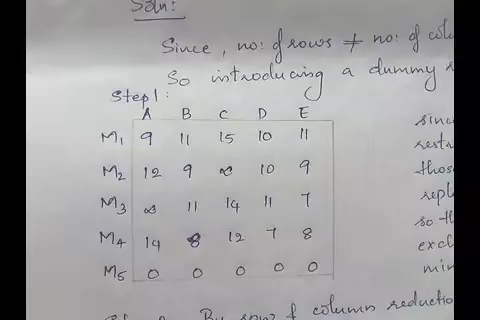 Soln:
Since, no: of rows ≠ no: of colu
So introducing a dummy r
Step 1:
A B C D E
M1 9 11 15 10 11
M2 12 9 ∞ 10 9
M3 ∞ 11 14 11 7
M4 14 8 12 7 8
M5 0 0 0 0 0
since
restr
thos
repl
so th
excl
min
By row & column reductio